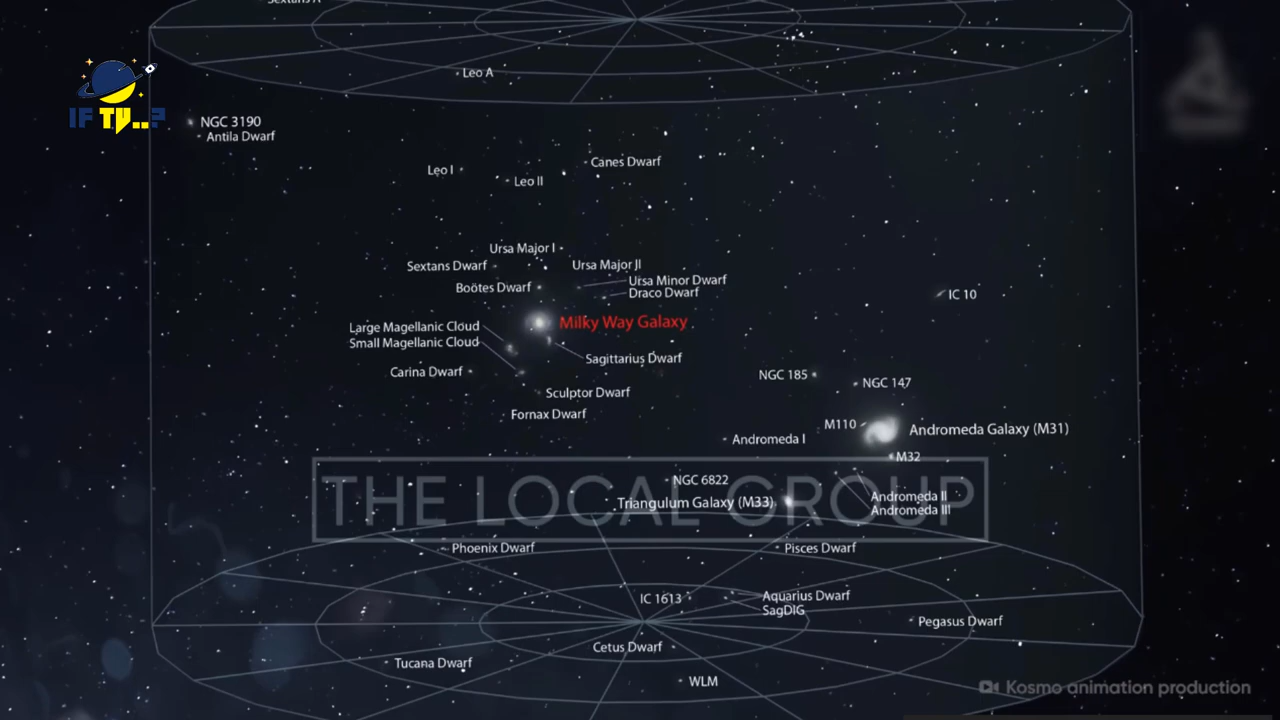 Sextans A
Leo A
IF TV..?
NGC 3190
Antila Dwarf
Canes Dwarf
Leo I
Leo II
Ursa Major I
Sextans Dwarf
Ursa Major II
Ursa Minor Dwarf
Boötes Dwarf
Draco Dwarf
IC 10
Milky Way Galaxy
Large Magellanic Cloud
Small Magellanic Cloud
Sagittarius Dwarf
Carina Dwarf
NGC 185
NGC 147
Sculptor Dwarf
Fornax Dwarf
M110
Andromeda Galaxy (M31)
Andromeda I
M32
NGC 6822
THE LOCAL GROUP
Triangulum Galaxy (M33)
Andromeda II
Andromeda III
Phoenix Dwarf
Pisces Dwarf
IC 1613
Aquarius Dwarf
SagDIG
Pegasus Dwarf
Cetus Dwarf
Tucana Dwarf
WLM
Kosmo animation production